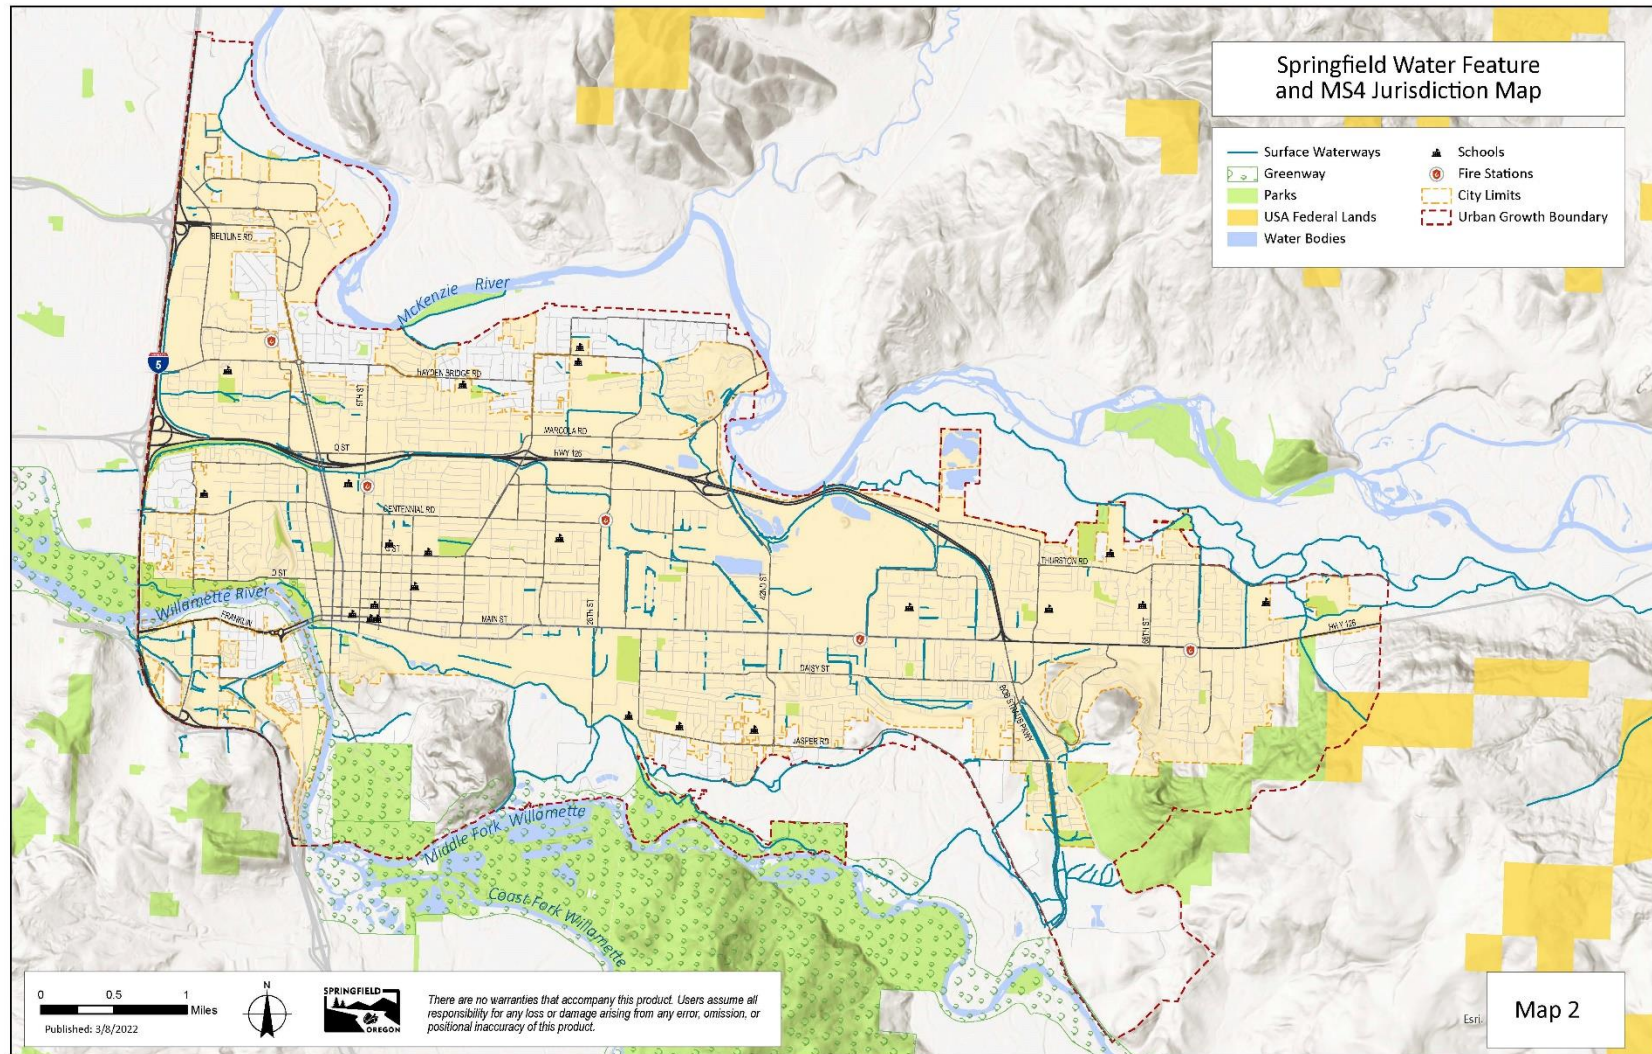 Springfield Water Feature
and MS4 Jurisdiction Map
Surface Waterways
Greenway
Parks
USA Federal Lands
Water Bodies
Schools
Fire Stations
City Limits
Urban Growth Boundary
BELTLINE RD
McKenzie River
5
HAYDEN BRIDGE RD
5TH ST
MARCOLA RD
Q ST
HWY 126
CENTENNIAL RD
G ST
D ST
THURSTON RD
42ND ST
28TH ST
Willamette River
FRANKLIN
MAIN ST
HWY 126
DAISY ST
BOB STRAUB PKWY
JASPER RD
Middle Fork Willamette
Coast Fork Willamette
0 0.5 1
Miles
Published: 3/8/2022
N
SPRINGFIELD
OREGON
There are no warranties that accompany this product. Users assume all
responsibility for any loss or damage arising from any error, omission, or
positional inaccuracy of this product.
Esri.
Map 2